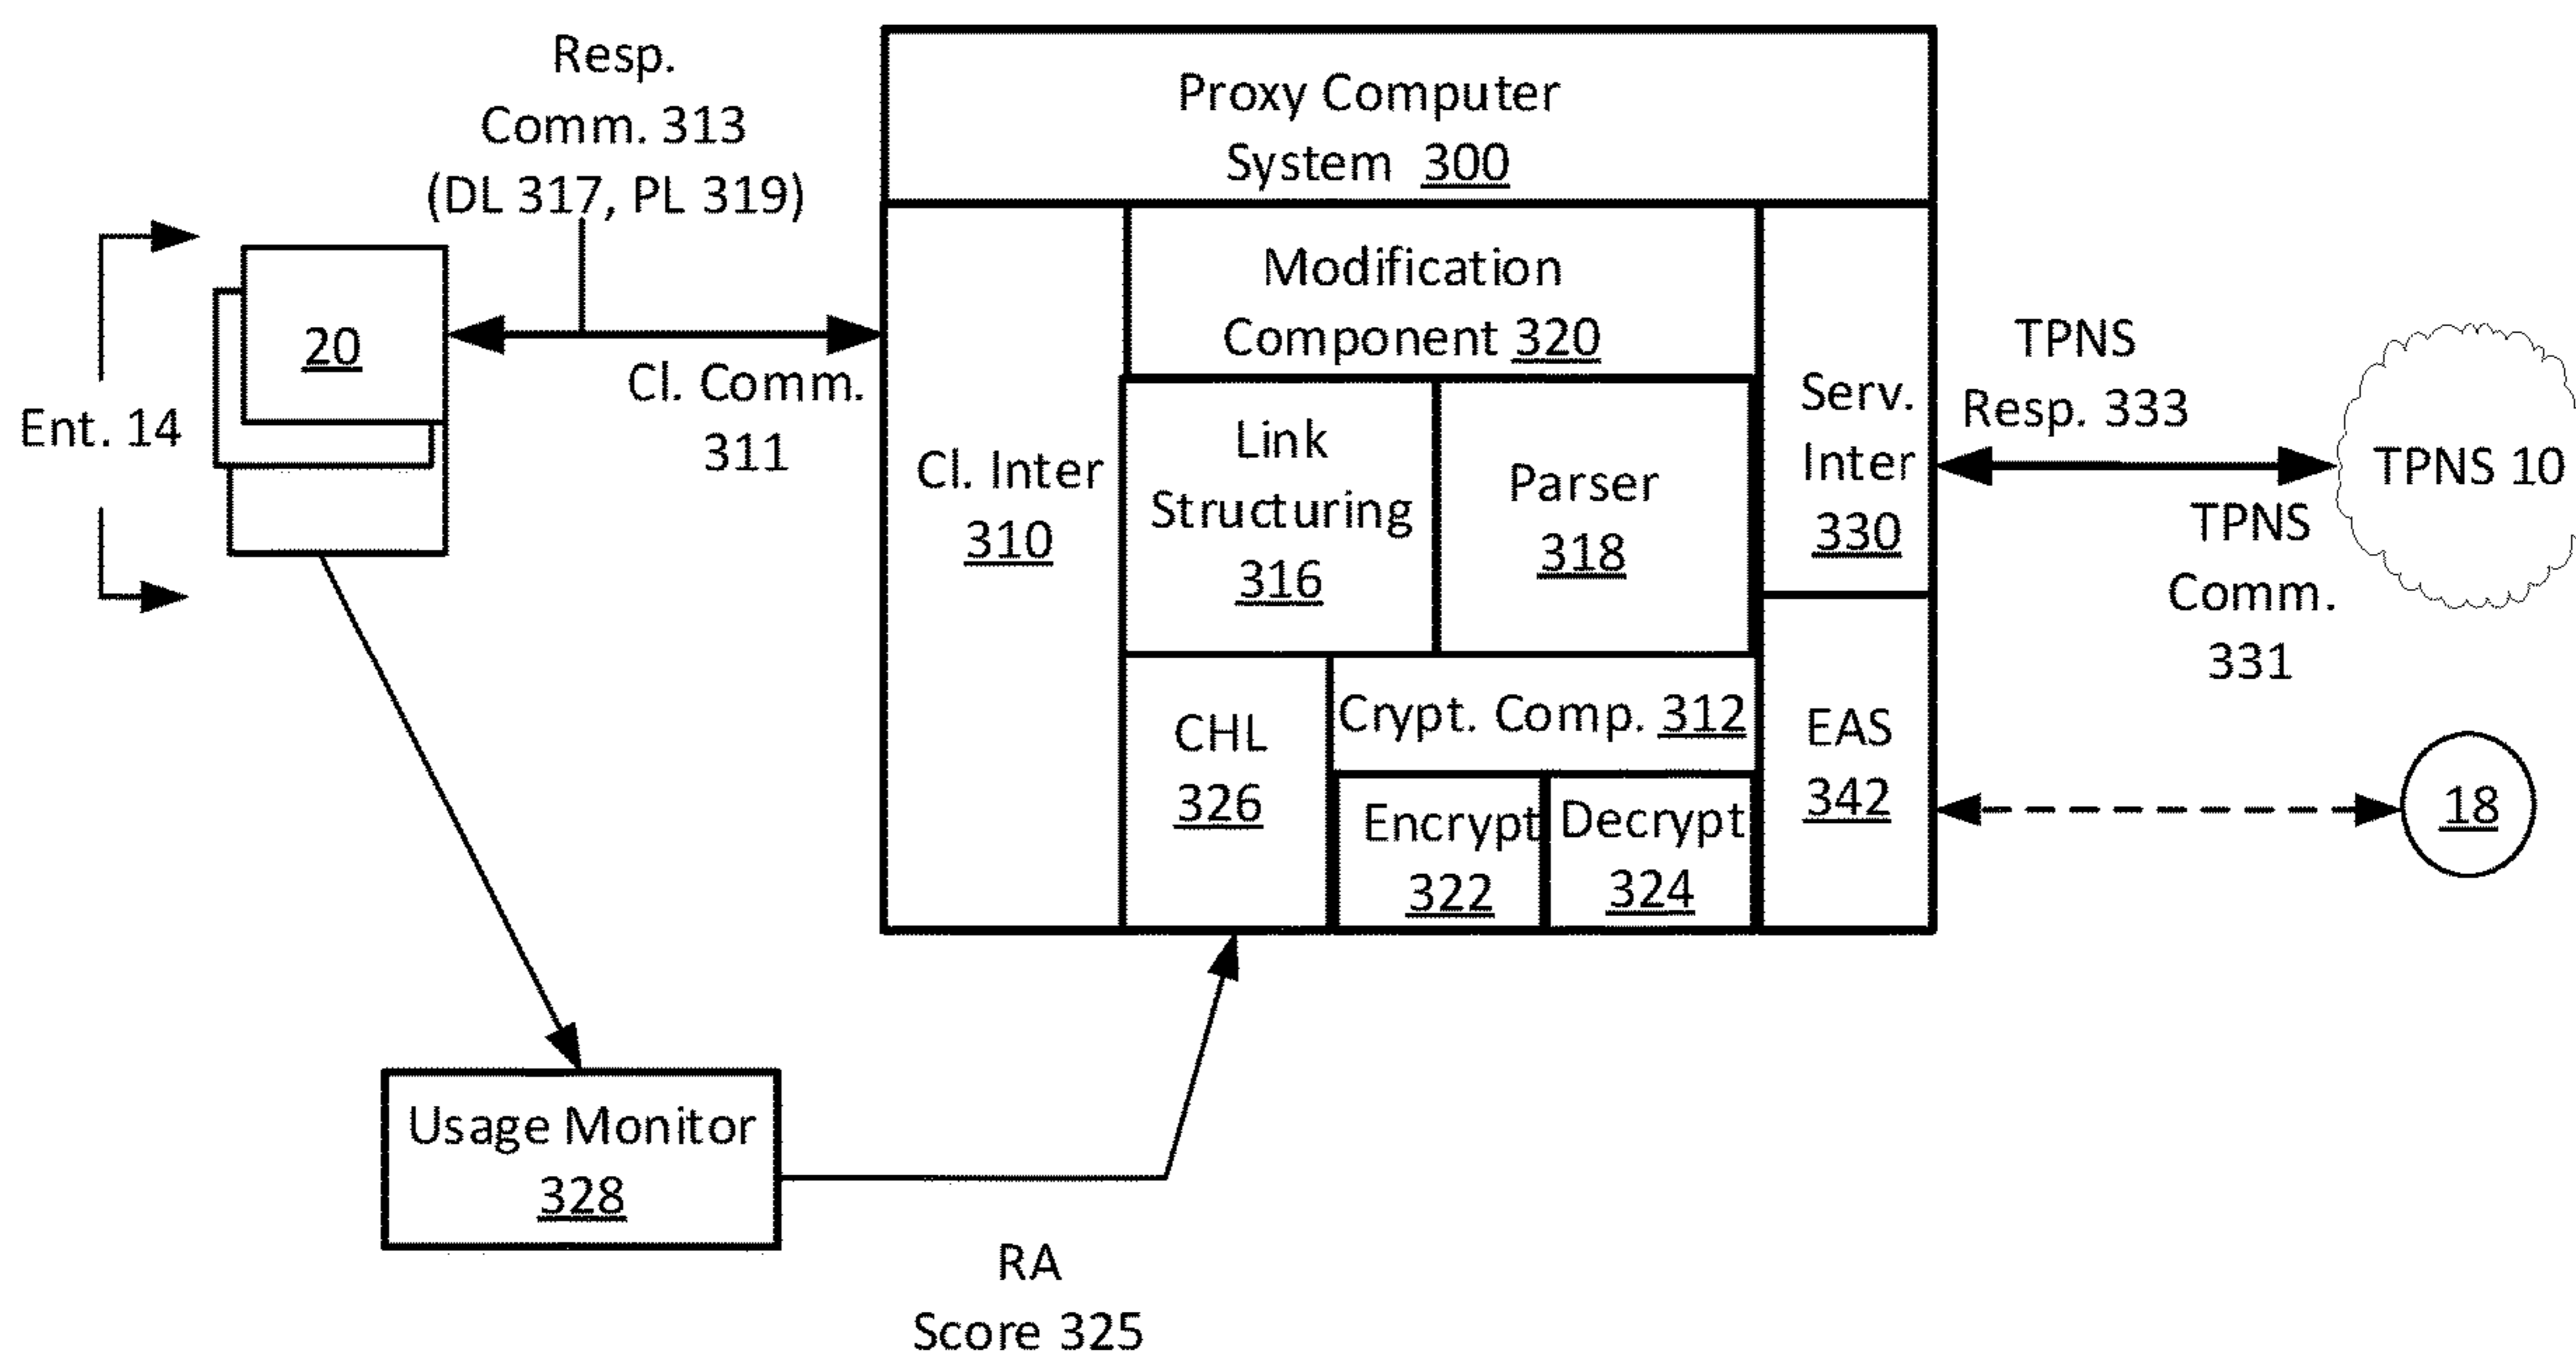 Resp.
Comm. 313
(DL 317, PL 319)
Ent. 14
20
Cl. Comm.
311
Proxy Computer
System 300
Cl. Inter
310
Modification
Component 320
Link
Structuring
316
Parser
318
CHL
326
Crypt. Comp. 312
Encrypt
322
Decrypt
324
Serv.
Inter
330
EAS
342
TPNS
Resp. 333
TPNS 10
TPNS
Comm.
331
18
Usage Monitor
328
RA
Score 325